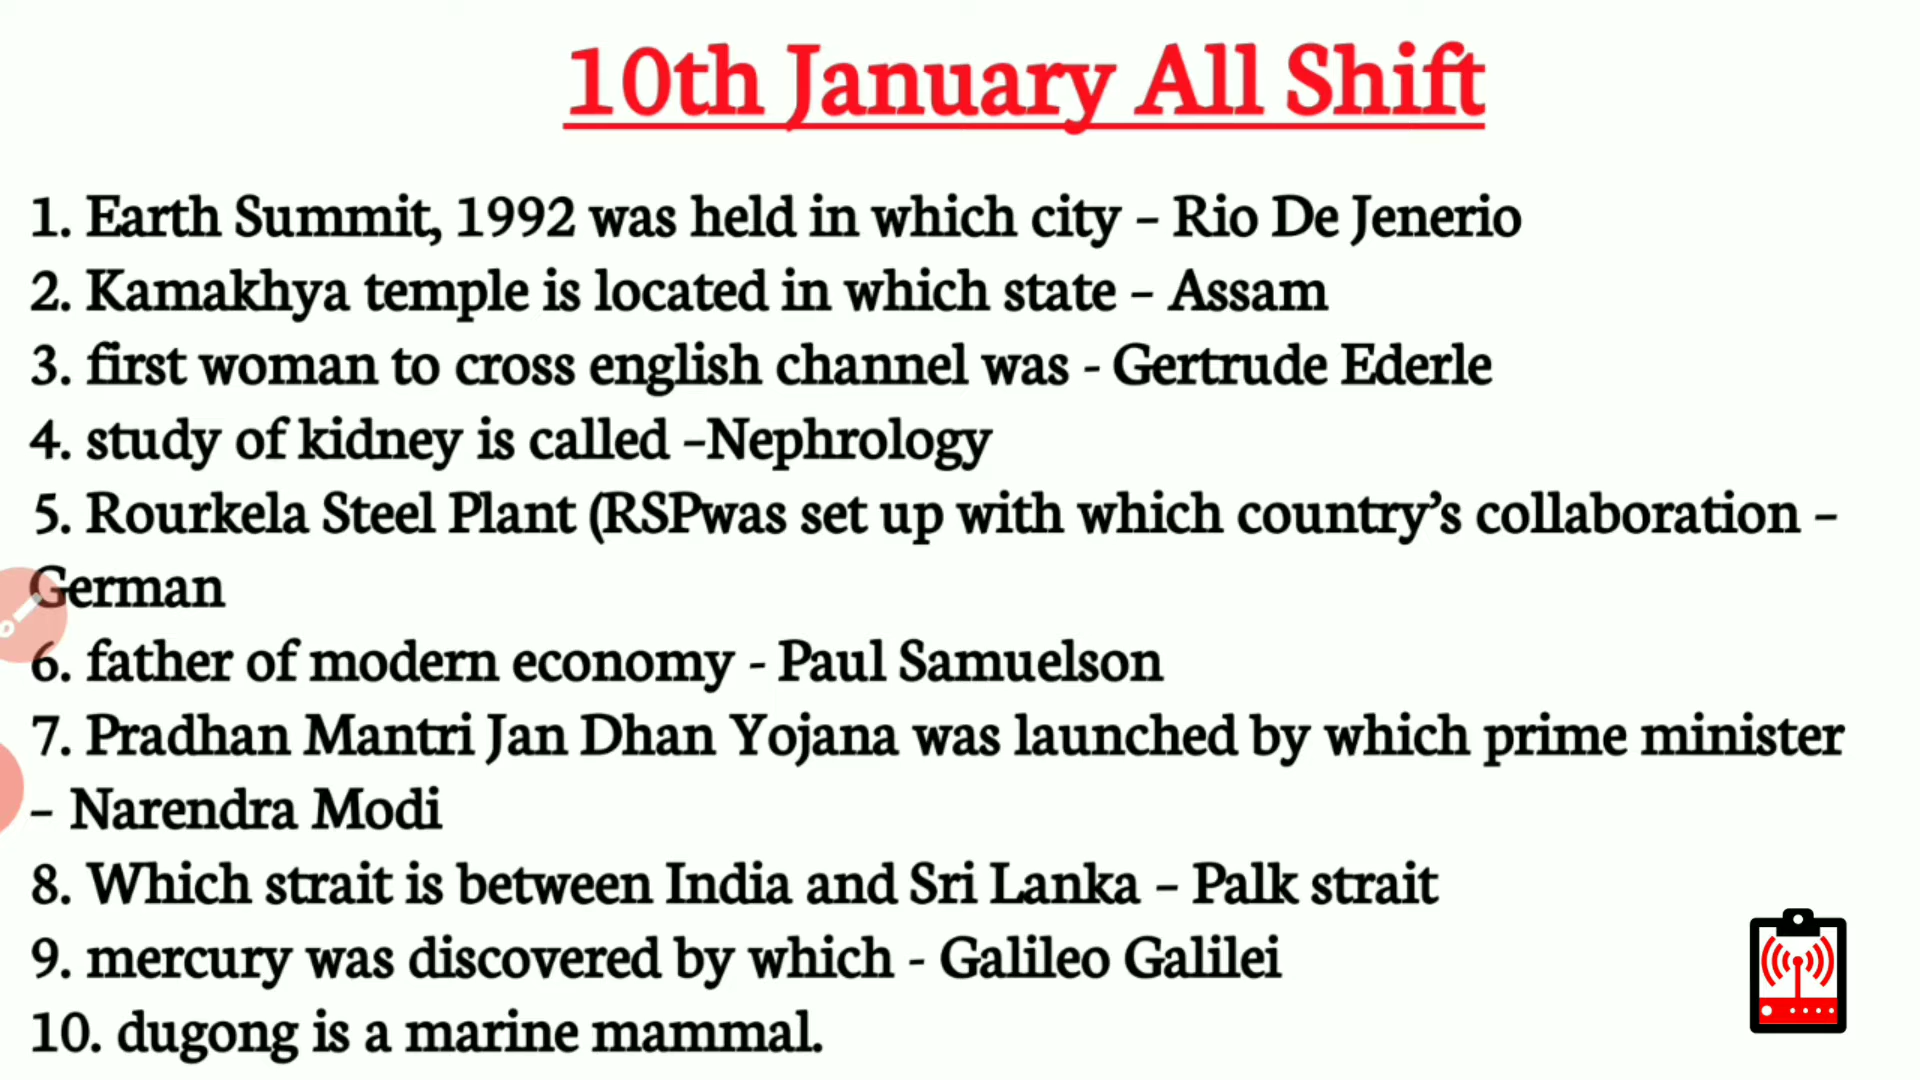 10th January All Shift
1. Earth Summit, 1992 was held in which city – Rio De Jenerio
2. Kamakhya temple is located in which state – Assam
3. first woman to cross english channel was - Gertrude Ederle
4. study of kidney is called –Nephrology
5. Rourkela Steel Plant (RSPwas set up with which country’s collaboration –
German
6. father of modern economy - Paul Samuelson
7. Pradhan Mantri Jan Dhan Yojana was launched by which prime minister
– Narendra Modi
8. Which strait is between India and Sri Lanka – Palk strait
9. mercury was discovered by which - Galileo Galilei
10. dugong is a marine mammal.